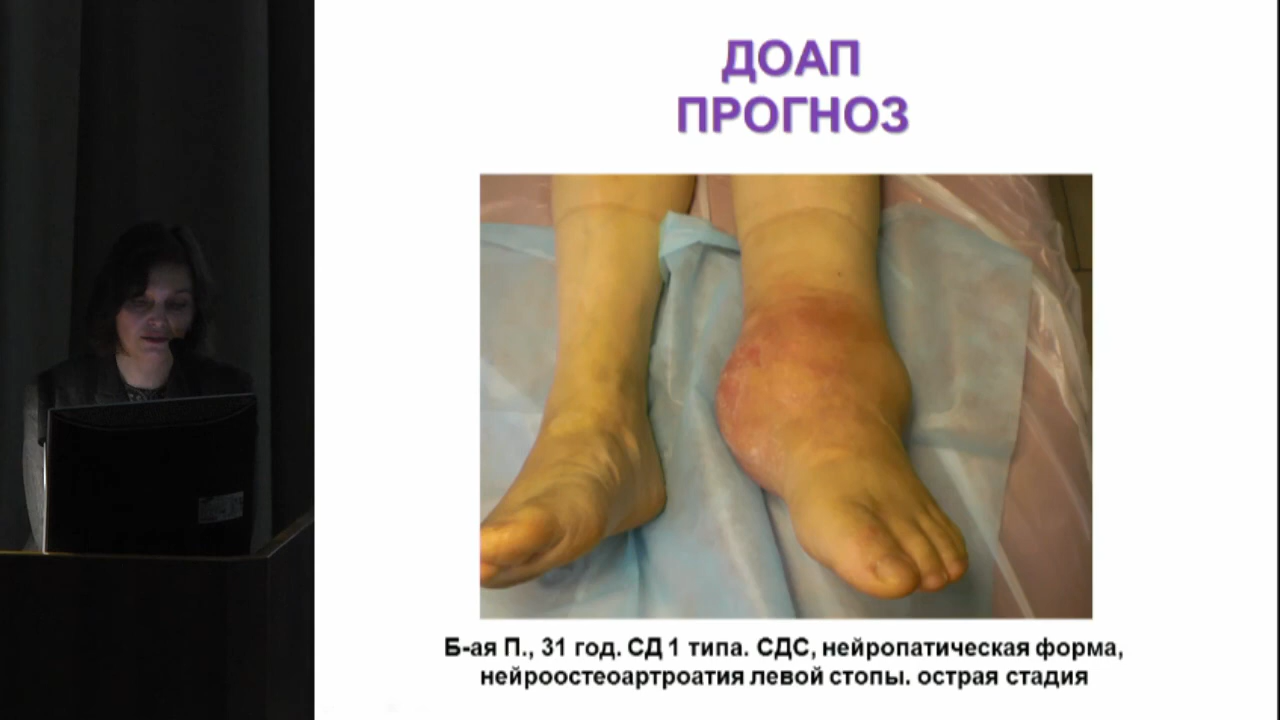 ДОАП
ПРОГНОЗ
Б-ая П., 31 год. СД 1 типа. СДС, нейропатическая форма,
нейроостеоартроатия левой стопы. острая стадия